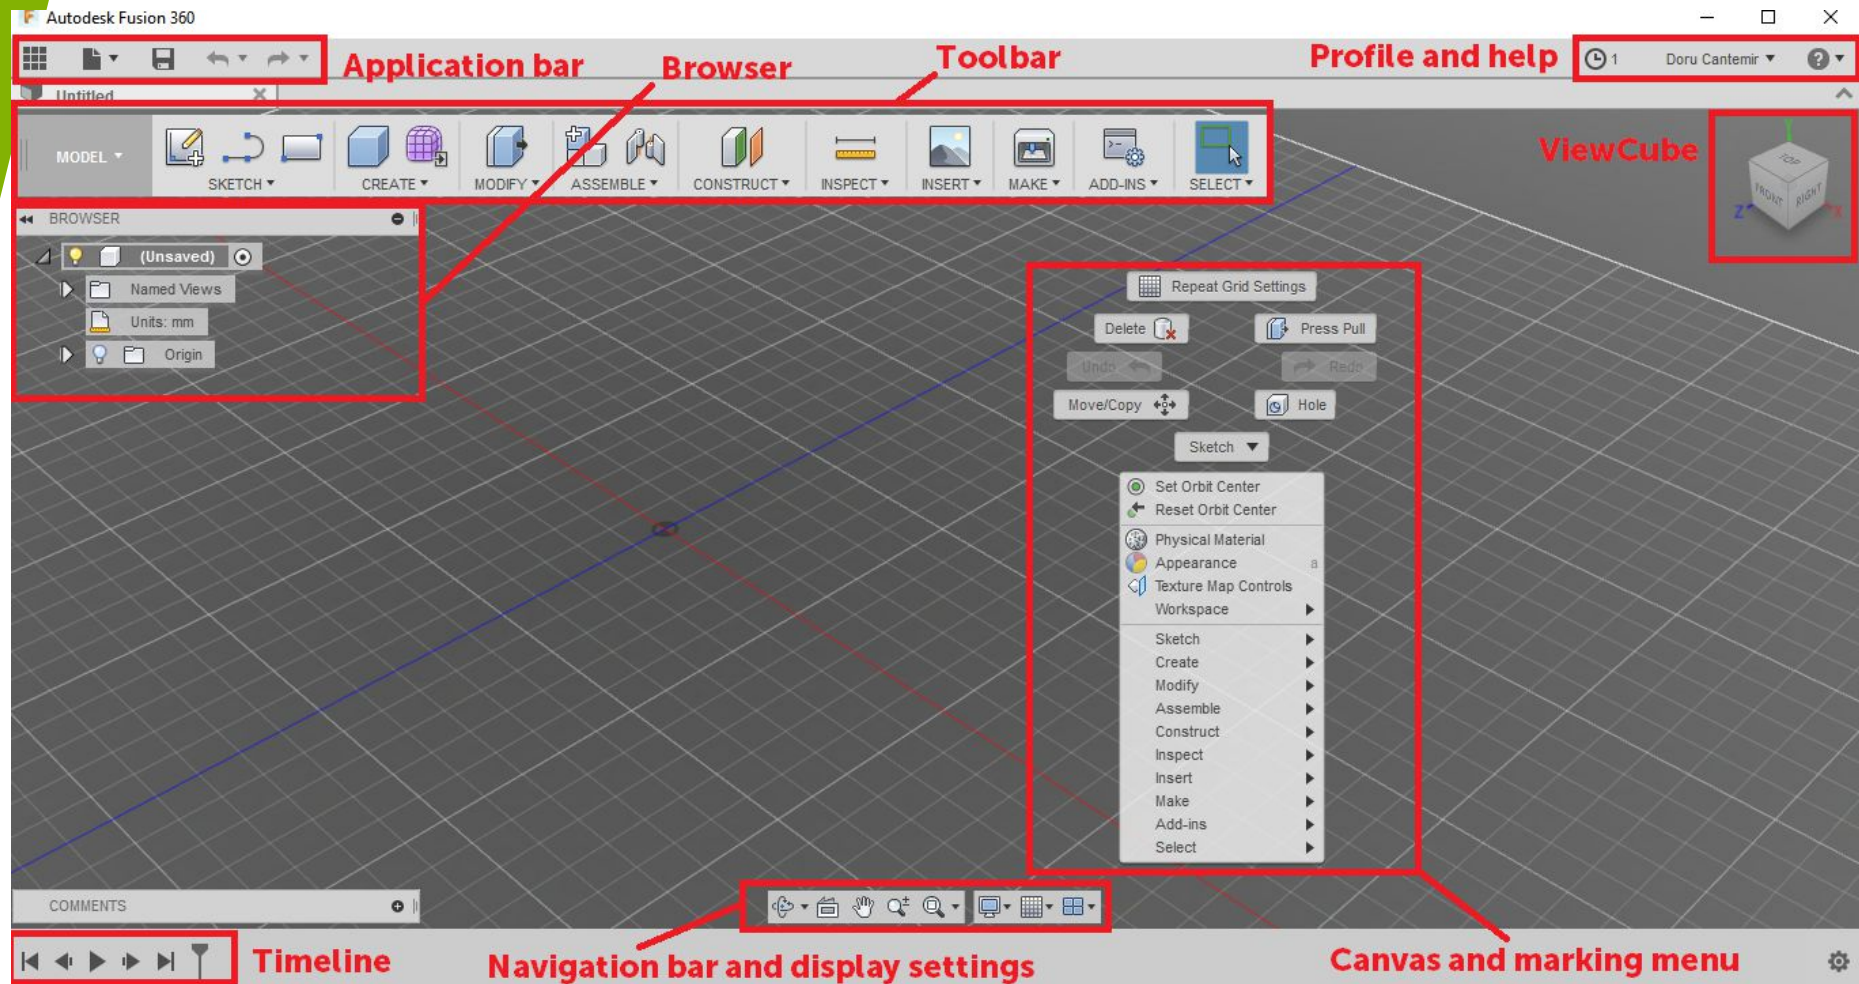 Autodesk Fusion 360
Application bar
Browser
Toolbar
Profile and help
1
Doru Cantemir
Untitled
MODEL
SKETCH
CREATE
MODIFY
ASSEMBLE
CONSTRUCT
INSPECT
INSERT
MAKE
ADD-INS
SELECT
ViewCube
TOP
FRONT
RIGHT
Y
Z
X
BROWSER
(Unsaved)
Named Views
Units: mm
Origin
Repeat Grid Settings
Delete
Press Pull
Undo
Redo
Move/Copy
Hole
Sketch
Set Orbit Center
Reset Orbit Center
Physical Material
Appearance a
Texture Map Controls
Workspace
Sketch
Create
Modify
Assemble
Construct
Inspect
Insert
Make
Add-ins
Select
COMMENTS
Timeline
Navigation bar and display settings
Canvas and marking menu